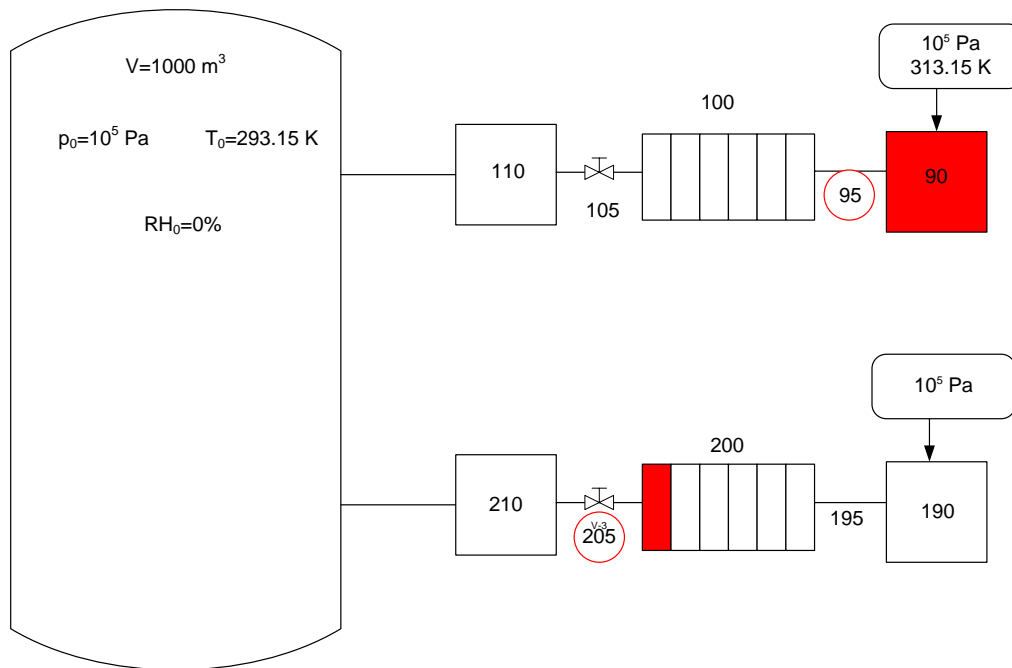 V=1000 m³
p₀=10⁵ Pa T₀=293.15 K
RH₀=0%
110
105
100
95
90
10⁵ Pa
313.15 K
210
V-3
205
200
195
190
10⁵ Pa